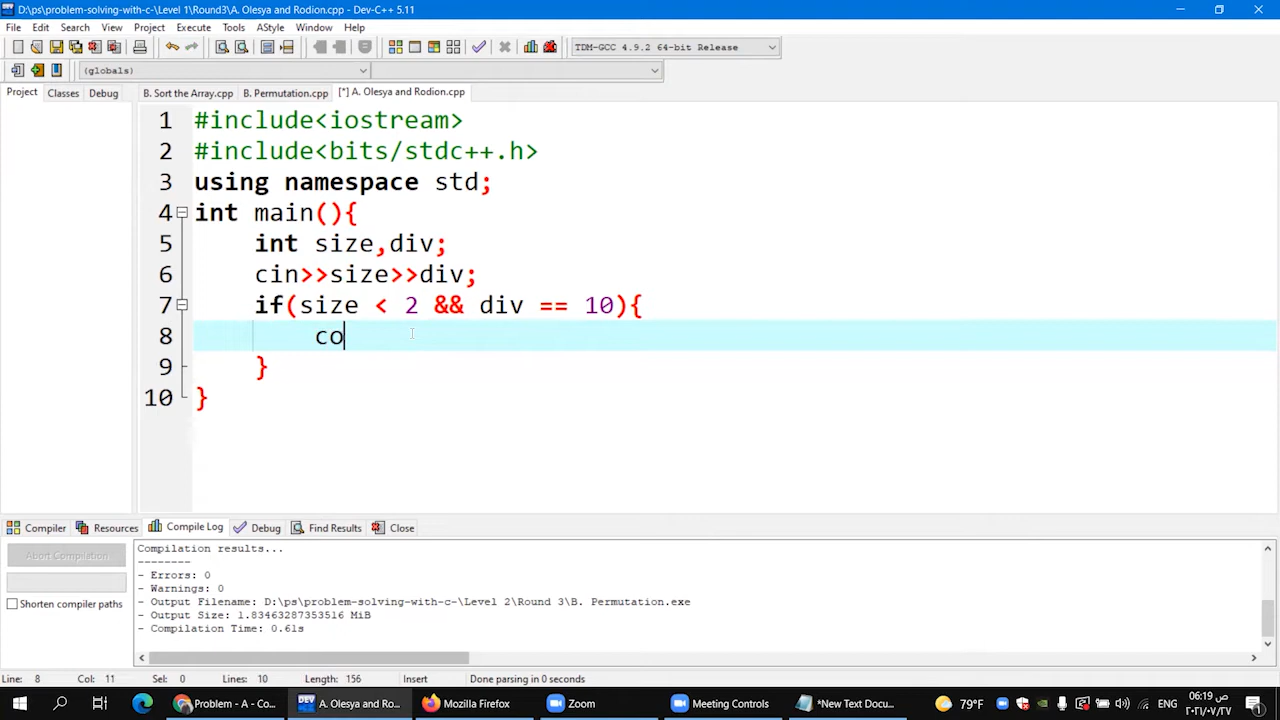 D:\ps\problem-solving-with-c-\Level 1\Round3\A. Olesya and Rodion.cpp - Dev-C++ 5.11
File Edit Search View Project Execute Tools AStyle Window Help
TDM-GCC 4.9.2 64-bit Release
(globals)
Project Classes Debug B. Sort the Array.cpp B. Permutation.cpp [*] A. Olesya and Rodion.cpp
1 #include<iostream>
2 #include<bits/stdc++.h>
3 using namespace std;
4 int main(){
5 int size,div;
6 cin>>size>>div;
7 if(size < 2 && div == 10){
8 co
9 }
10 }
Compiler Resources Compile Log Debug Find Results Close
Abort Compilation
Shorten compiler paths
Compilation results...
--------
- Errors: 0
- Warnings: 0
- Output Filename: D:\ps\problem-solving-with-c-\Level 2\Round 3\B. Permutation.exe
- Output Size: 1.83463287353516 MiB
- Compilation Time: 0.61s
Line: 8 Col: 11 Sel: 0 Lines: 10 Length: 156 Insert Done parsing in 0 seconds
Problem - A - Co... A. Olesya and Ro... Mozilla Firefox Zoom Meeting Controls *New Text Docu... 79°F
06:19 ص
٢٠٢١/٠٧/٢٠